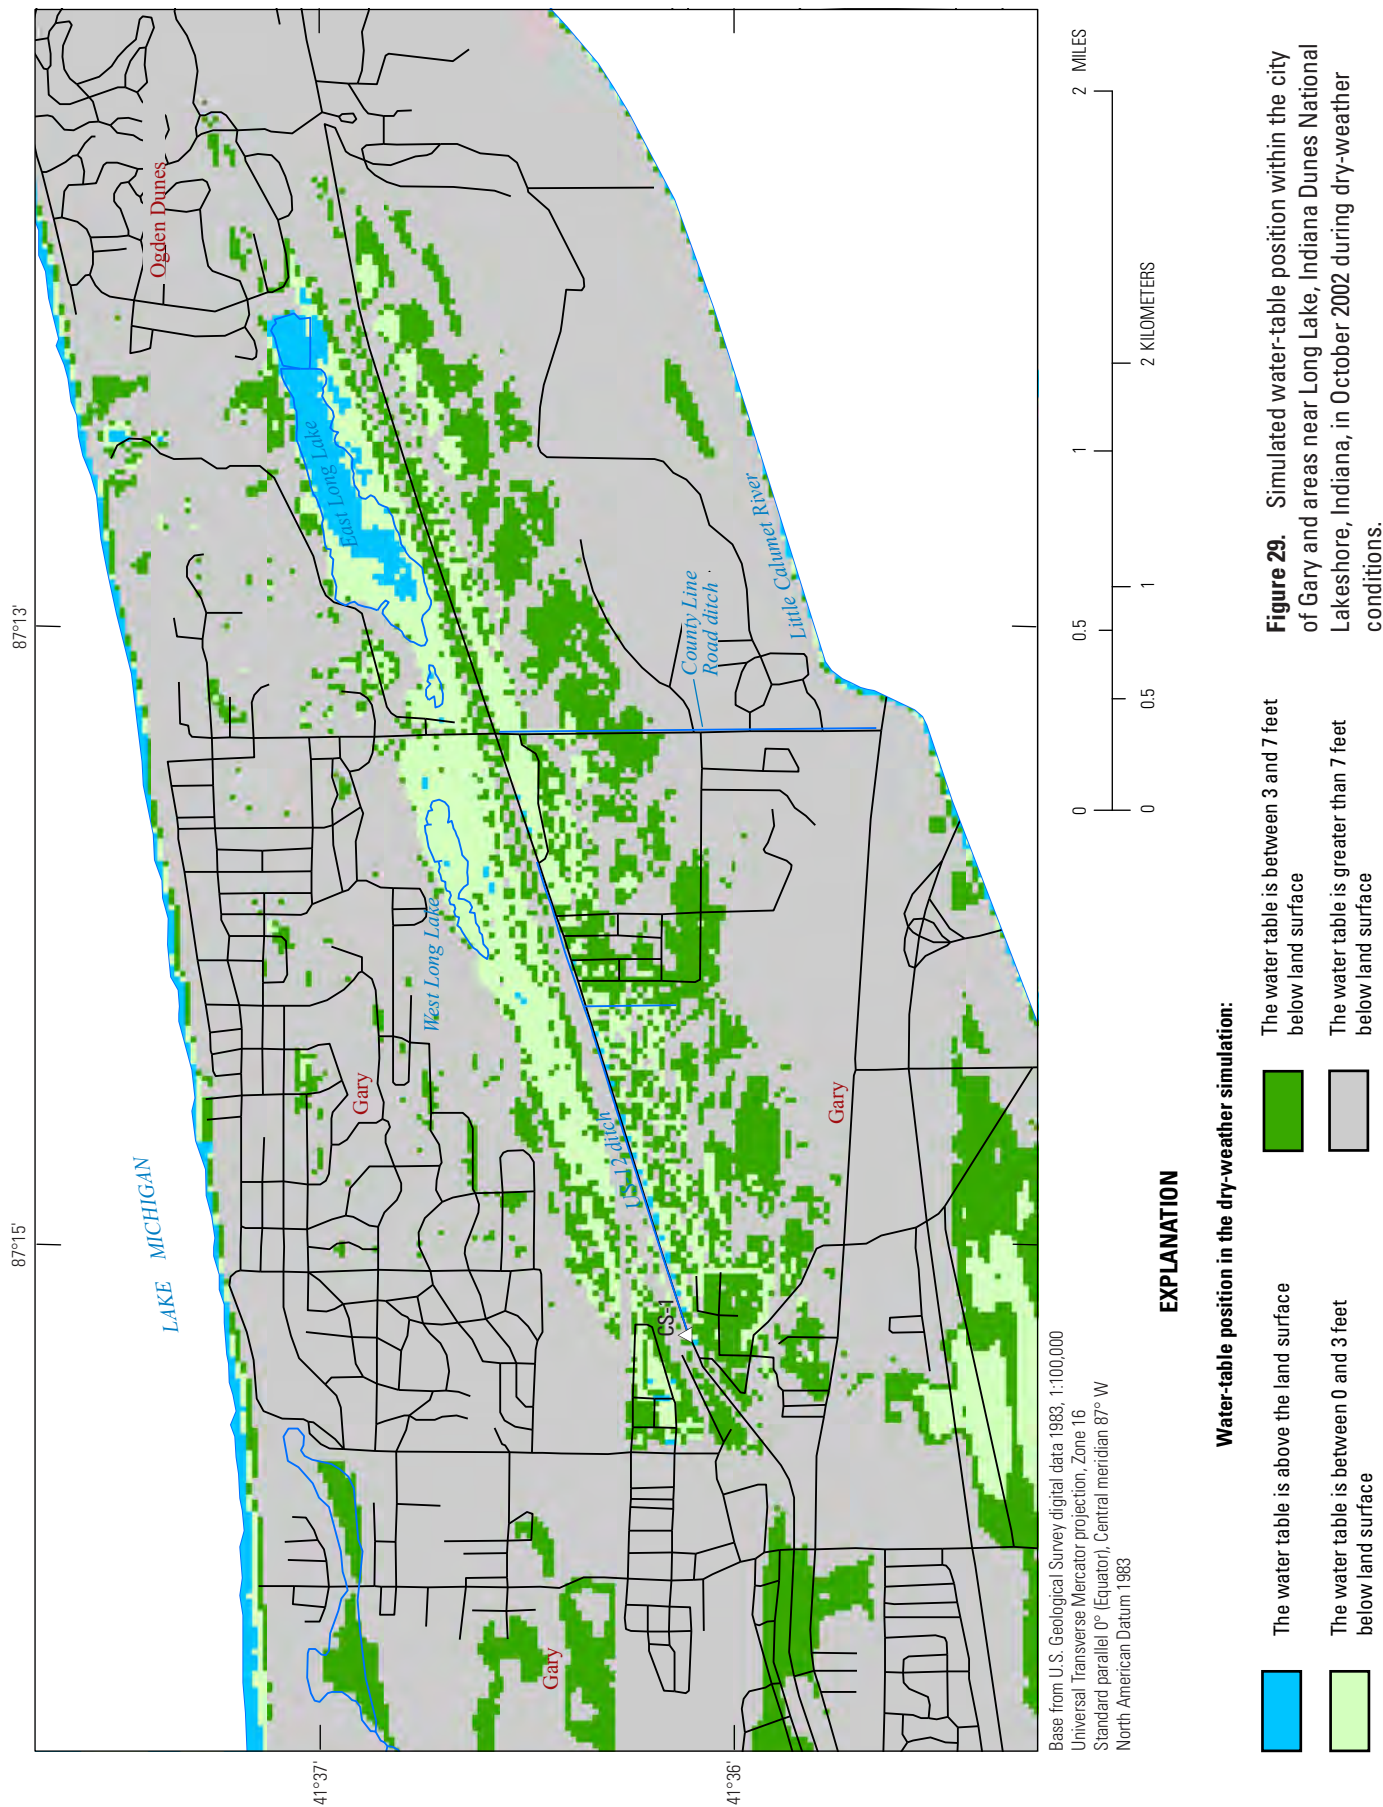 87°15'
87°13'
41°37'
41°36'
LAKE MICHIGAN
Ogden Dunes
East Long Lake
West Long Lake
Gary
Gary
Gary
US-12 ditch
CS-1
County Line
Road ditch
Little Calumet River
Base from U.S. Geological Survey digital data 1983, 1:100,000
Universal Transverse Mercator projection, Zone 16
Standard parallel 0° (Equator), Central meridian 87° W
North American Datum 1983
0 0.5 1 2 MILES
0 0.5 1 2 KILOMETERS
EXPLANATION
Water-table position in the dry-weather simulation:
The water table is above the land surface
The water table is between 0 and 3 feet
below land surface
The water table is between 3 and 7 feet
below land surface
The water table is greater than 7 feet
below land surface
Figure 29. Simulated water-table position within the city
of Gary and areas near Long Lake, Indiana Dunes National
Lakeshore, Indiana, in October 2002 during dry-weather
conditions.